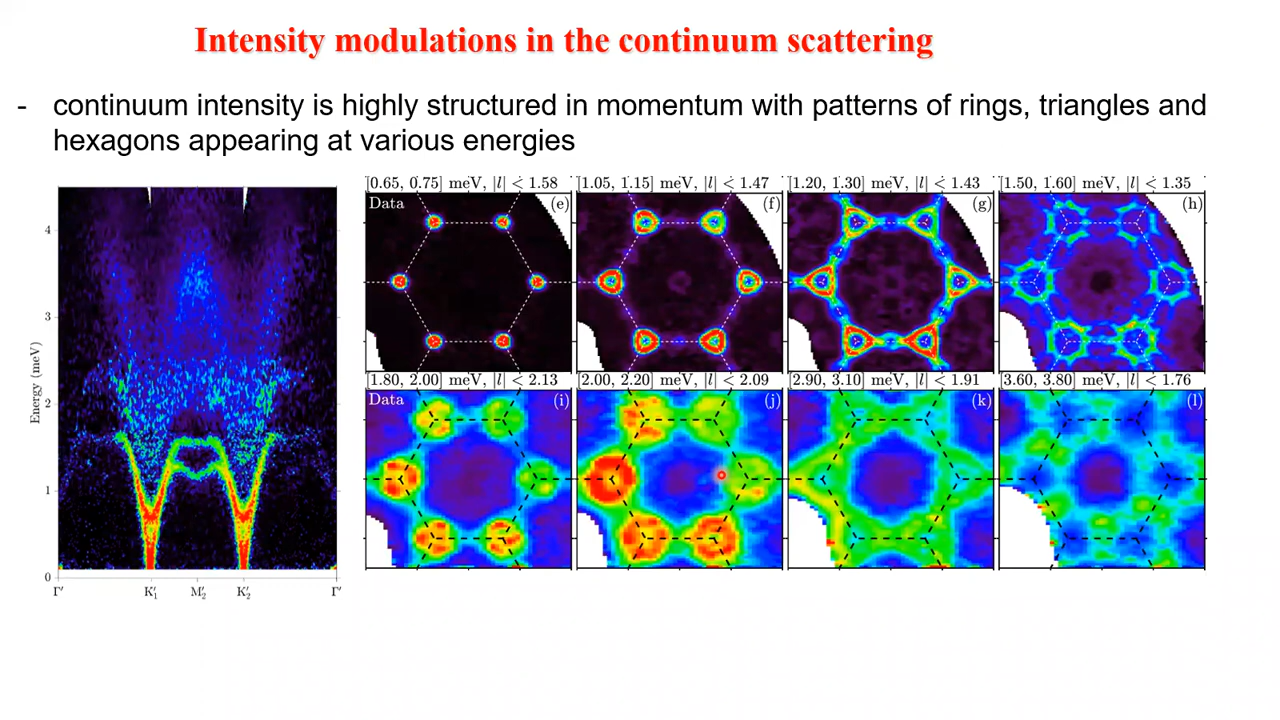 Intensity modulations in the continuum scattering
- continuum intensity is highly structured in momentum with patterns of rings, triangles and
hexagons appearing at various energies
[0.65, 0.75] meV, |l| < 1.58
[1.05, 1.15] meV, |l| < 1.47
[1.20, 1.30] meV, |l| < 1.43
[1.50, 1.60] meV, |l| < 1.35
Data
(e)
(f)
(g)
(h)
1.80, 2.00] meV, |l| < 2.13
2.00, 2.20] meV, |l| < 2.09
2.90, 3.10] meV, |l| < 1.91
3.60, 3.80] meV, |l| < 1.76
Data
(i)
(j)
(k)
(l)
Energy (meV)
4
3
2
1
0
Γ′
K′₁
M′₂
K′₂
Γ′